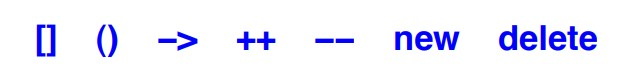 [] () -> ++ -- new delete